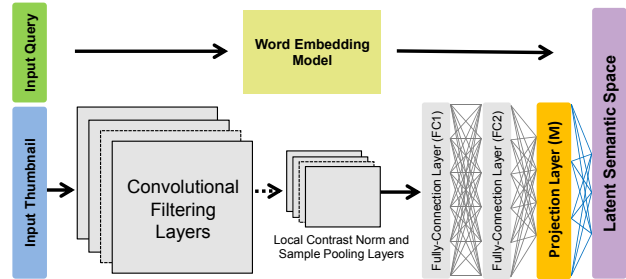 Input Query
Word Embedding
Model
Input Thumbnail
Convolutional
Filtering
Layers
Local Contrast Norm and
Sample Pooling Layers
Fully-Connection Layer (FC1)
Fully-Connection Layer (FC2)
Projection Layer (M)
Latent Semantic Space